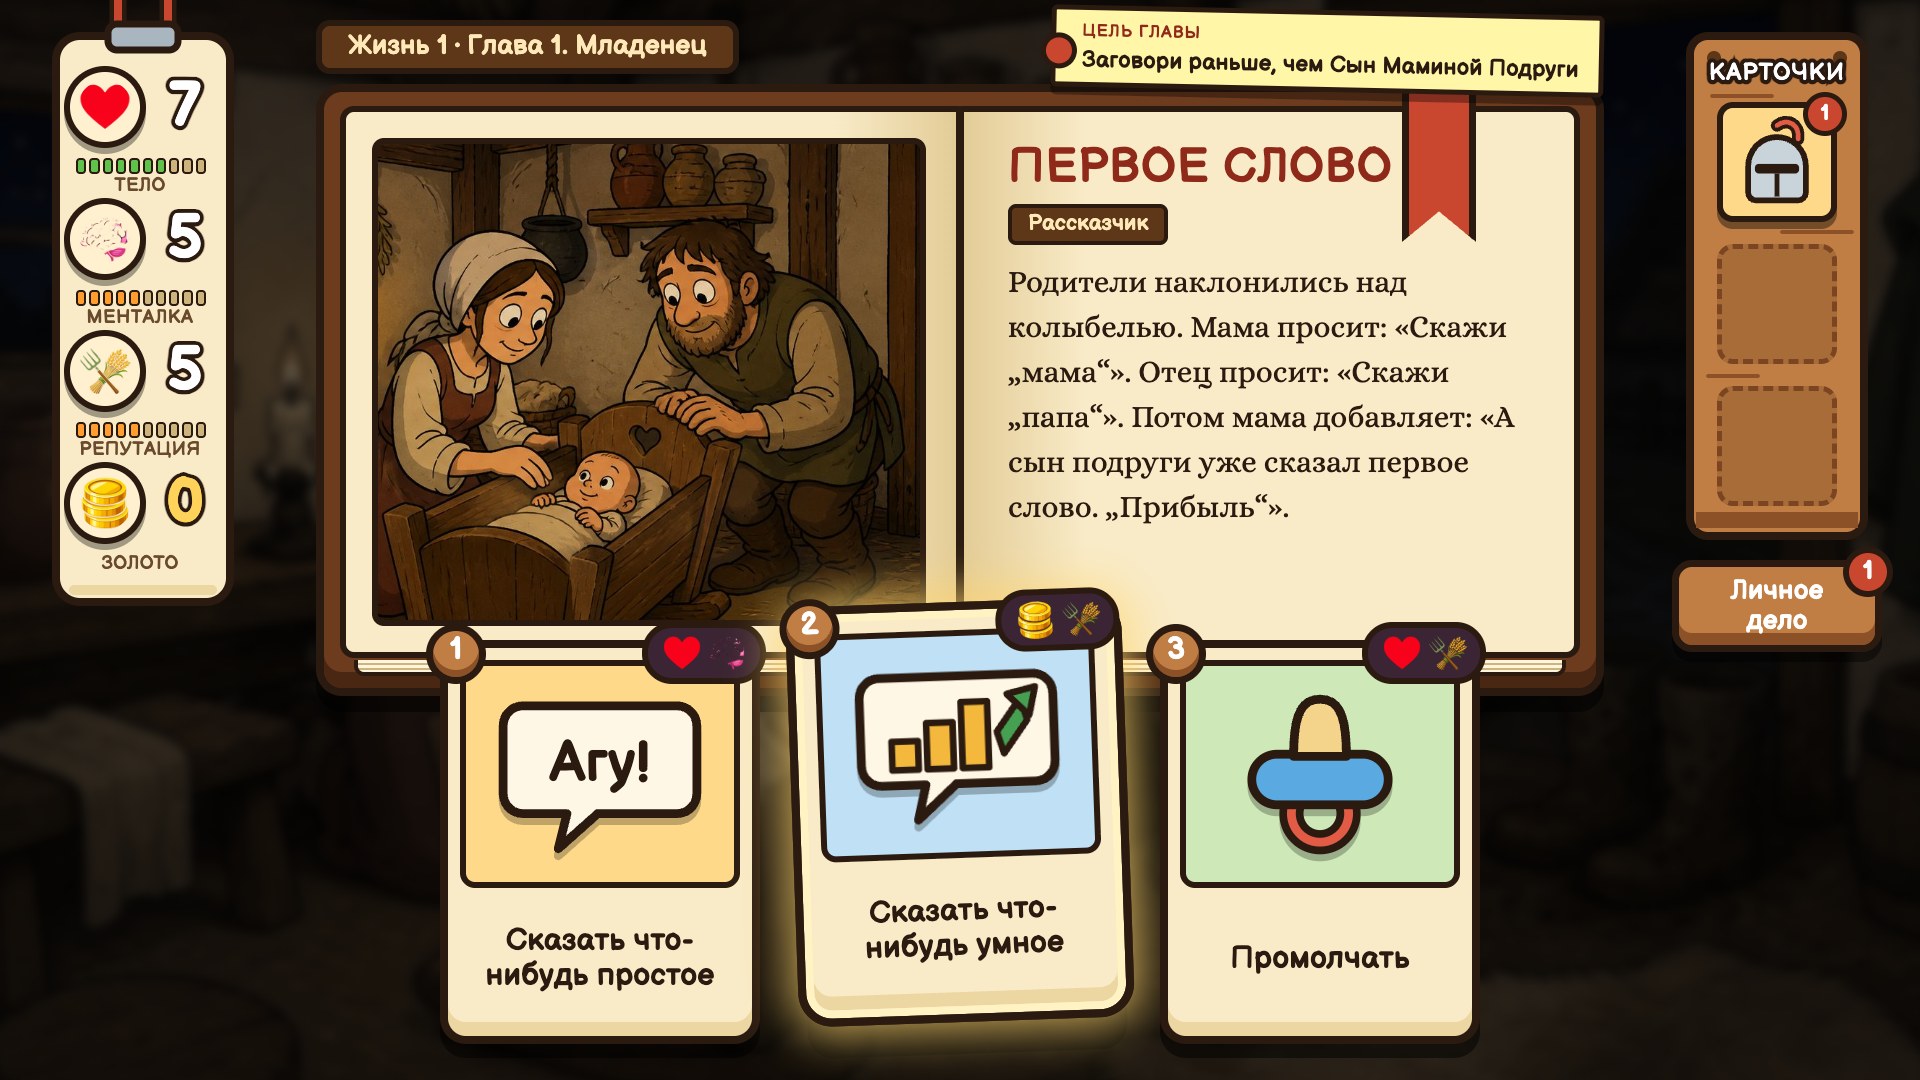 Жизнь 1 · Глава 1. Младенец
ЦЕЛЬ ГЛАВЫ
Заговори раньше, чем Сын Маминой Подруги
7
ТЕЛО
5
МЕНТАЛКА
5
РЕПУТАЦИЯ
0
ЗОЛОТО
ПЕРВОЕ СЛОВО
Рассказчик
Родители наклонились над
колыбелью. Мама просит: «Скажи
„мама“». Отец просит: «Скажи
„папа“». Потом мама добавляет: «А
сын подруги уже сказал первое
слово. „Прибыль“».
КАРТОЧКИ
1
Личное
дело
1
1
Агу!
Сказать что-
нибудь простое
2
Сказать что-
нибудь умное
3
Промолчать